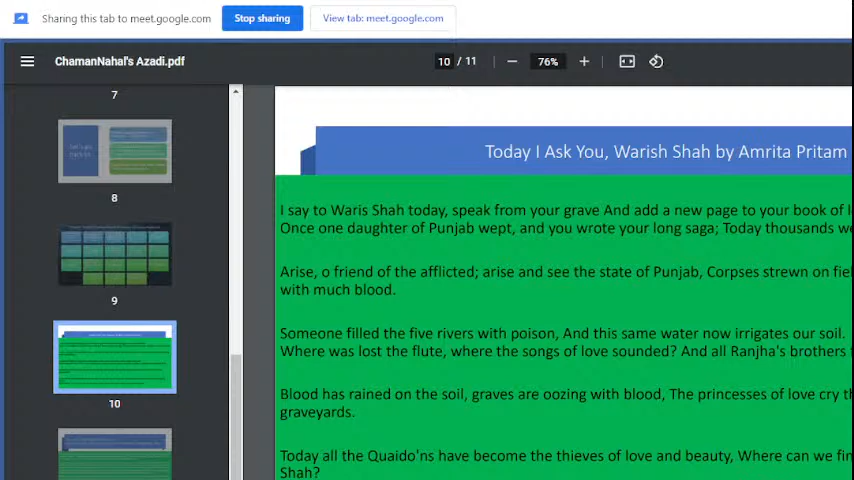 Sharing this tab to meet.google.com
Stop sharing
View tab: meet.google.com
ChamanNahal's Azadi.pdf
10 / 11
76%
7
8
9
10
Today I Ask You, Warish Shah by Amrita Pritam
I say to Waris Shah today, speak from your grave And add a new page to your book of
Once one daughter of Punjab wept, and you wrote your long saga; Today thousands
Arise, o friend of the afflicted; arise and see the state of Punjab, Corpses strewn on
with much blood.
Someone filled the five rivers with poison, And this same water now irrigates our soil.
Where was lost the flute, where the songs of love sounded? And all Ranjha's brothers
Blood has rained on the soil, graves are oozing with blood, The princesses of love cry
graveyards.
Today all the Quaido'ns have become the thieves of love and beauty, Where can we
Shah?